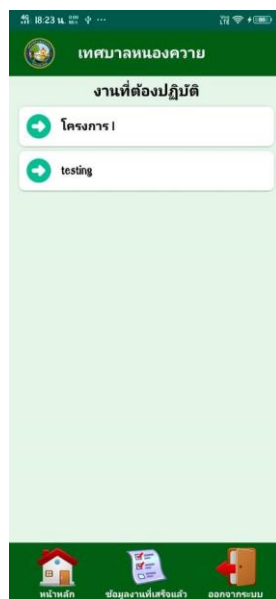 18:23 น.
เทศบาลหนองควาย
งานที่ต้องปฏิบัติ
โครงการ 1
testing
หน้าหลัก ข้อมูลงานที่เสร็จแล้ว ออกจากระบบ